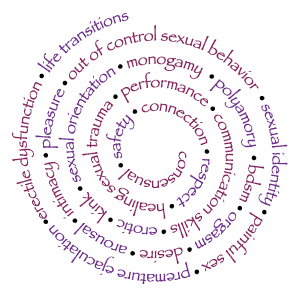 consensual • safety • connection • respect • healing • sexual trauma • performance • communication skills • erotic • kink • sexual orientation • monogamy • polyamory • bdsm • orgasm • desire • arousal • intimacy • pleasure • out of control sexual behavior • sexual identity • painful sex • premature ejaculation • erectile dysfunction • life transitions